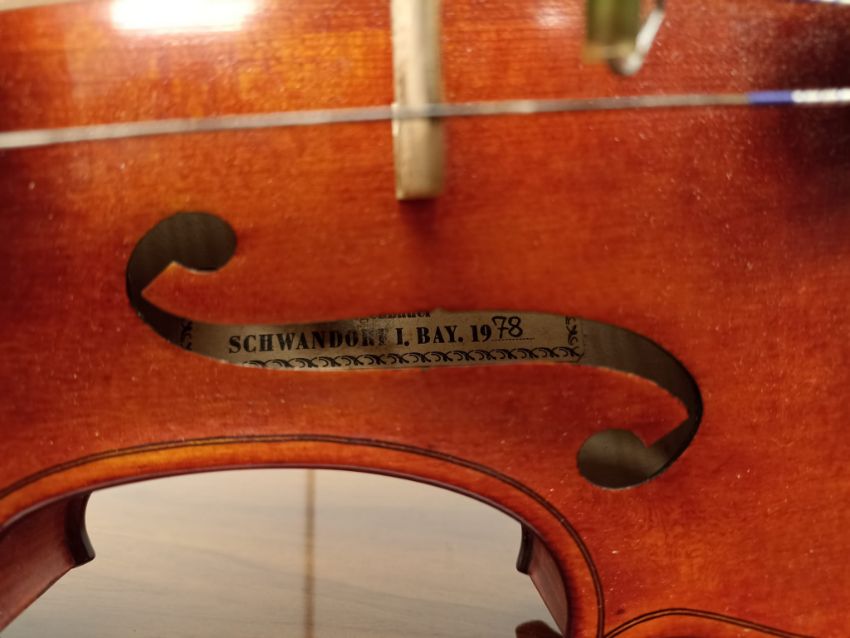 SCHWANDORF I. BAY. 1978